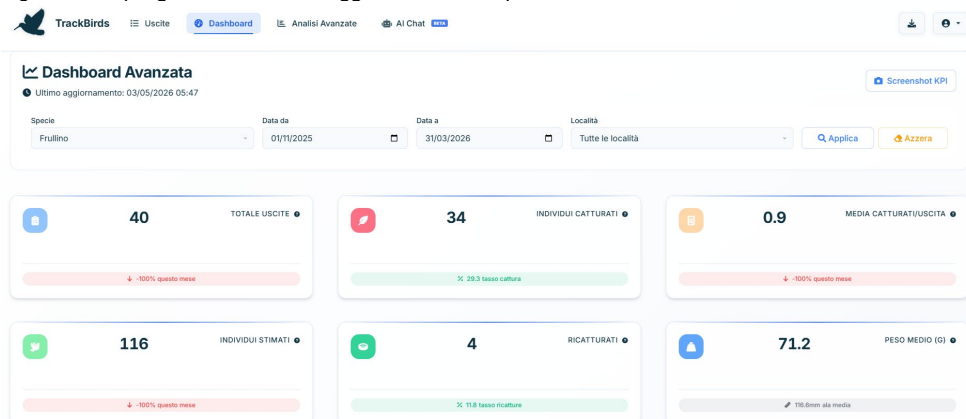 TrackBirds Uscite Dashboard Analisi Avanzate AI Chat BETA
Dashboard Avanzata
Screenshot KPI
Ultimo aggiornamento: 03/05/2026 05:47
Specie Data da Data a Località
Frullino 01/11/2025 31/03/2026 Tutte le località Applica Azzera
40 TOTALE USCITE
-100% questo mese
34 INDIVIDUI CATTURATI
29.3 tasso cattura
0.9 MEDIA CATTURATI/USCITA
-100% questo mese
116 INDIVIDUI STIMATI
-100% questo mese
4 RICATTURATI
11.8 tasso ricatture
71.2 PESO MEDIO (G)
116.6mm ala media